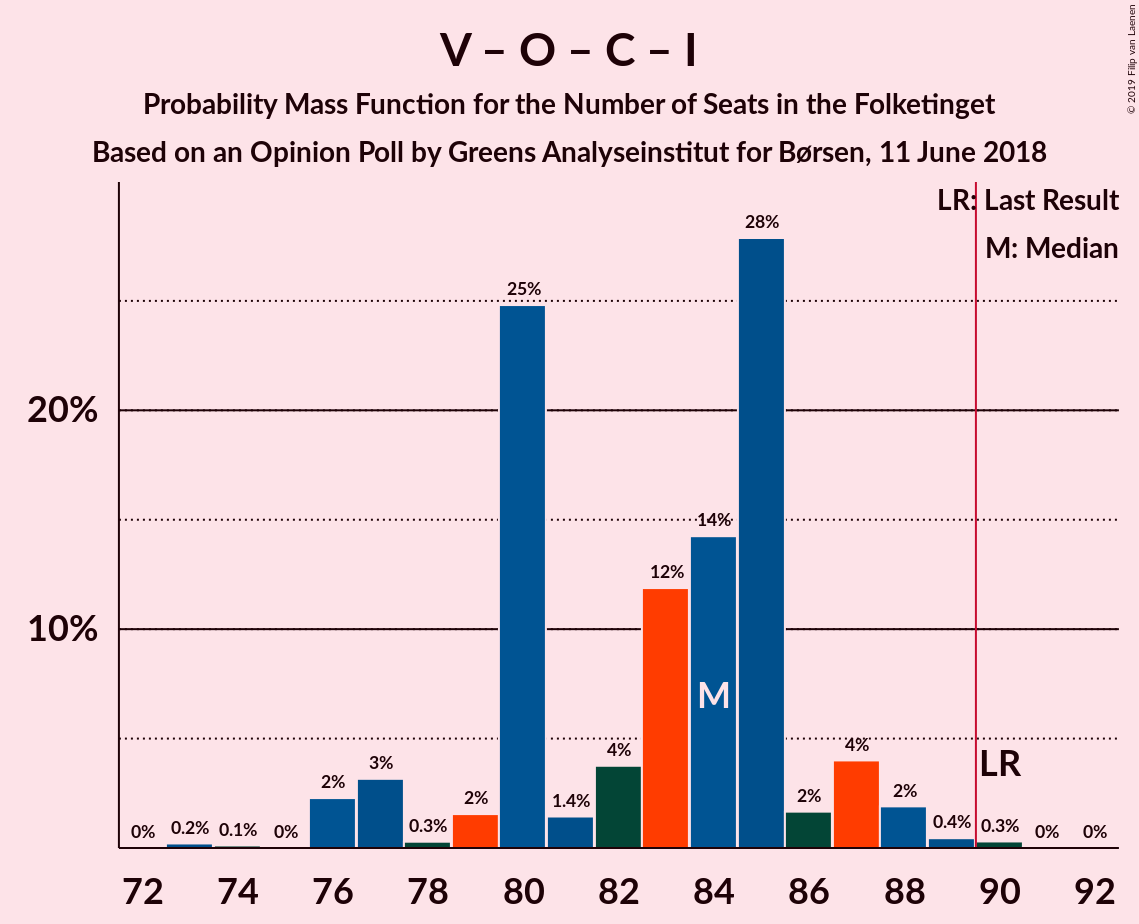 V – O – C – I
Probability Mass Function for the Number of Seats in the Folketinget
Based on an Opinion Poll by Greens Analyseinstitut for Børsen, 11 June 2018
© 2019 Filip van Laenen
LR: Last Result
M: Median
28%
25%
20%
14%
12%
10%
M
4%
4%
LR
3%
2%
2%
2%
2%
1.4%
0%
0.2%
0.1%
0%
0.3%
0.4%
0.3%
0%
0%
72 74 76 78 80 82 84 86 88 90 92